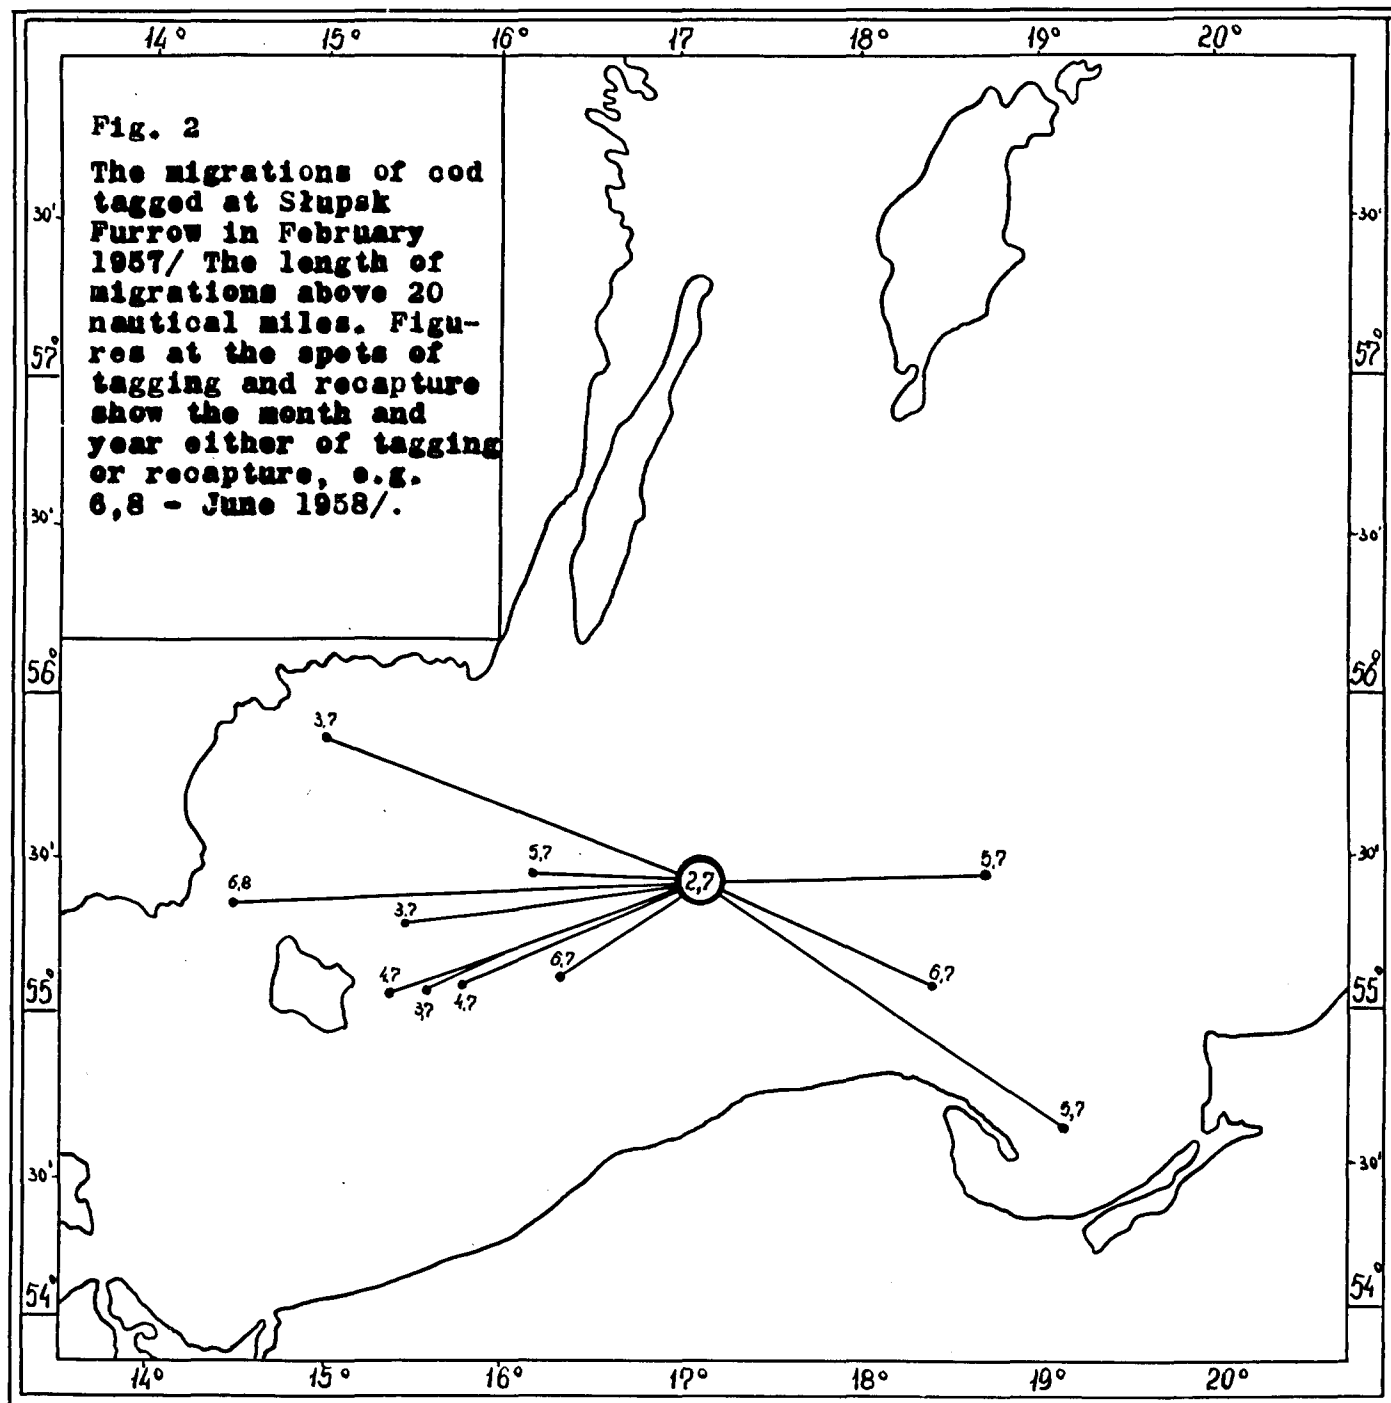 14° 15° 16° 17 18° 19° 20°
Fig. 2
The migrations of cod
tagged at Słupsk
Furrow in February
1957/ The length of
migrations above 20
nautical miles. Figu-
res at the spots of
tagging and recapture
show the month and
year either of tagging
or recapture, e.g.
6,8 - June 1958/.
30' 30'
57° 57°
30' 30'
56° 56°
3,7
30' 5,7 2,7 5,7 30'
6,8
3,7
4,7 3,7 4,7 6,7 6,7
55° 55°
5,7
30' 30'
54° 54°
14° 15° 16° 17° 18° 19° 20°